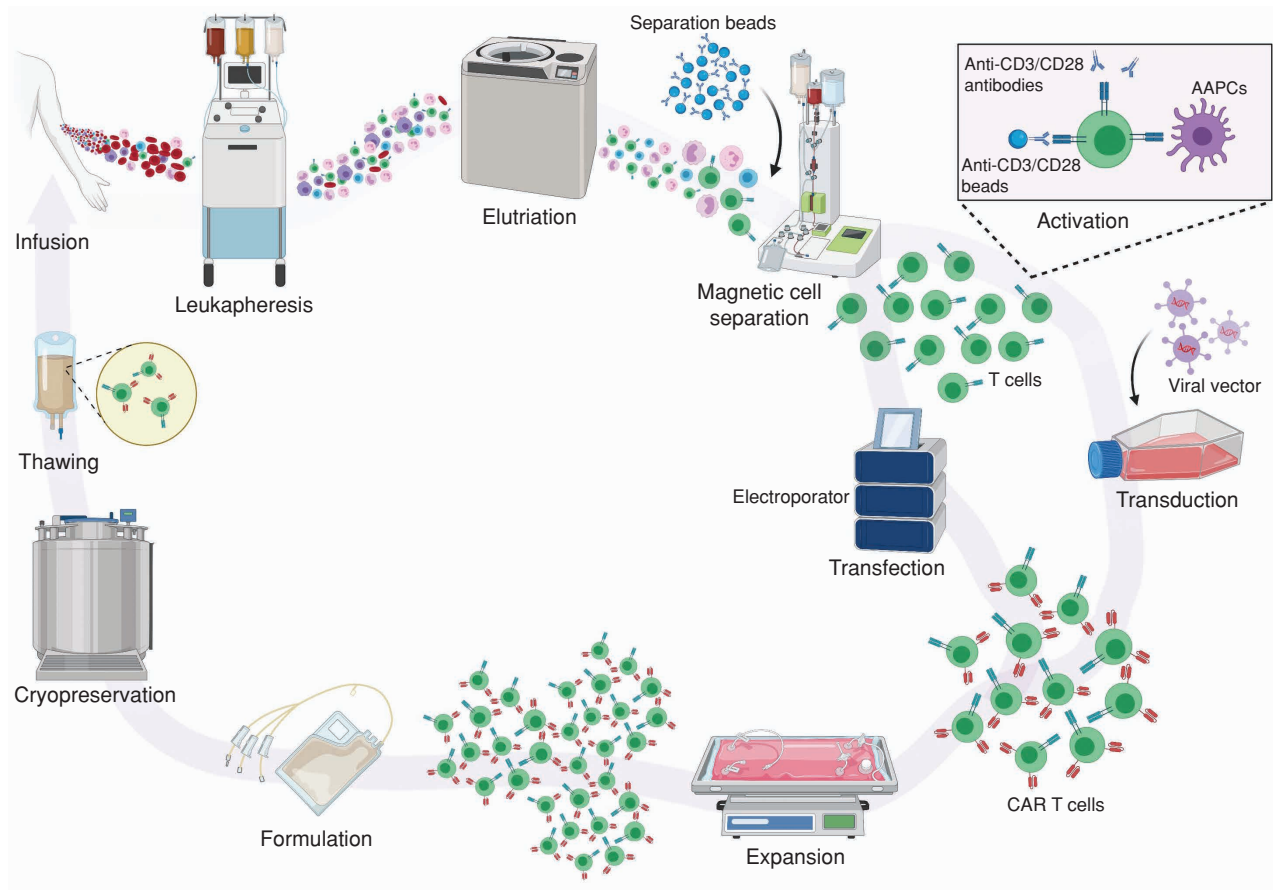 Separation beads
Anti-CD3/CD28
antibodies
AAPCs
Anti-CD3/CD28
beads
Activation
Infusion
Leukapheresis
Elutriation
Magnetic cell
separation
T cells
Viral vector
Transduction
Electroporator
Transfection
CAR T cells
Expansion
Formulation
Cryopreservation
Thawing